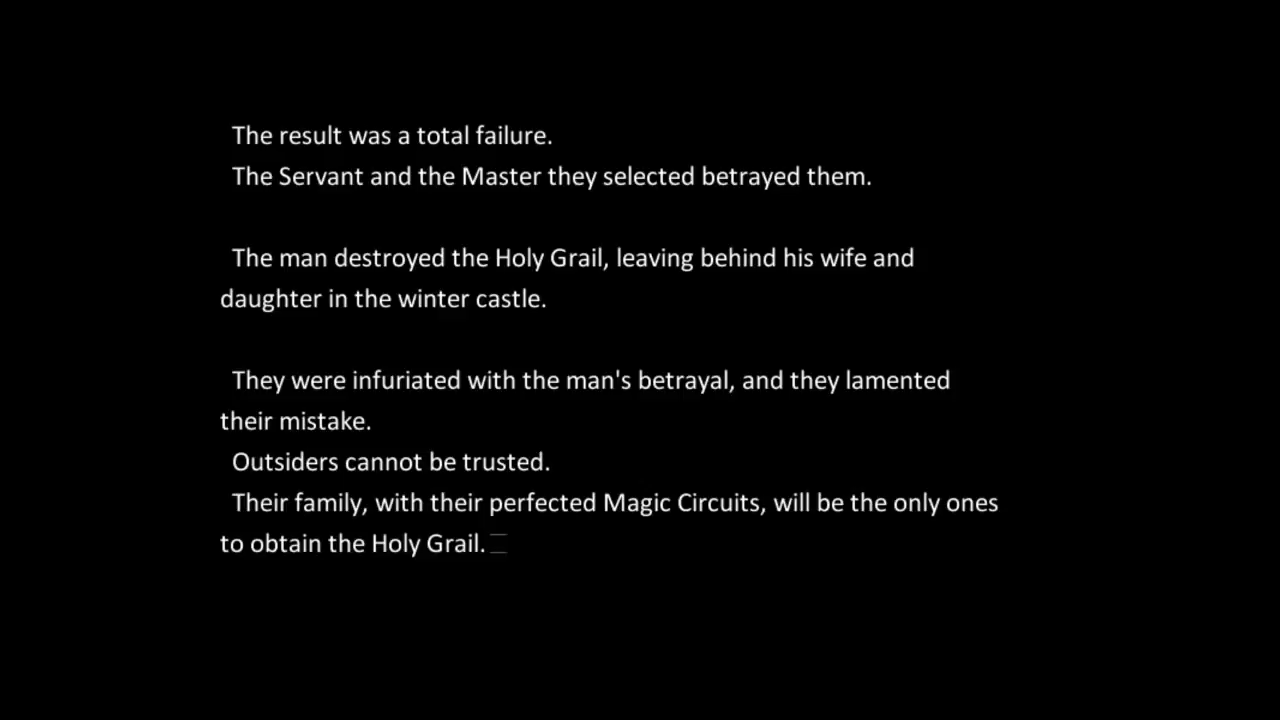 The result was a total failure.
The Servant and the Master they selected betrayed them.
The man destroyed the Holy Grail, leaving behind his wife and
daughter in the winter castle.
They were infuriated with the man's betrayal, and they lamented
their mistake.
Outsiders cannot be trusted.
Their family, with their perfected Magic Circuits, will be the only ones
to obtain the Holy Grail.